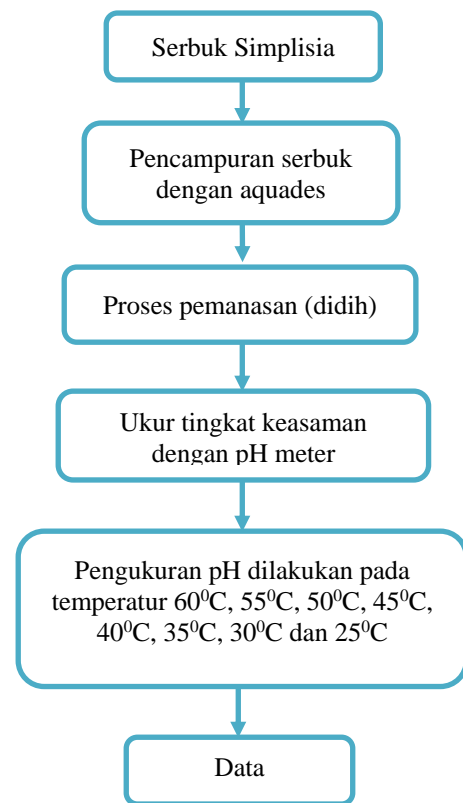 Serbuk Simplisia
Pencampuran serbuk
dengan aquades
Proses pemanasan (didih)
Ukur tingkat keasaman
dengan pH meter
Pengukuran pH dilakukan pada
temperatur 60⁰C, 55⁰C, 50⁰C, 45⁰C,
40⁰C, 35⁰C, 30⁰C dan 25⁰C
Data